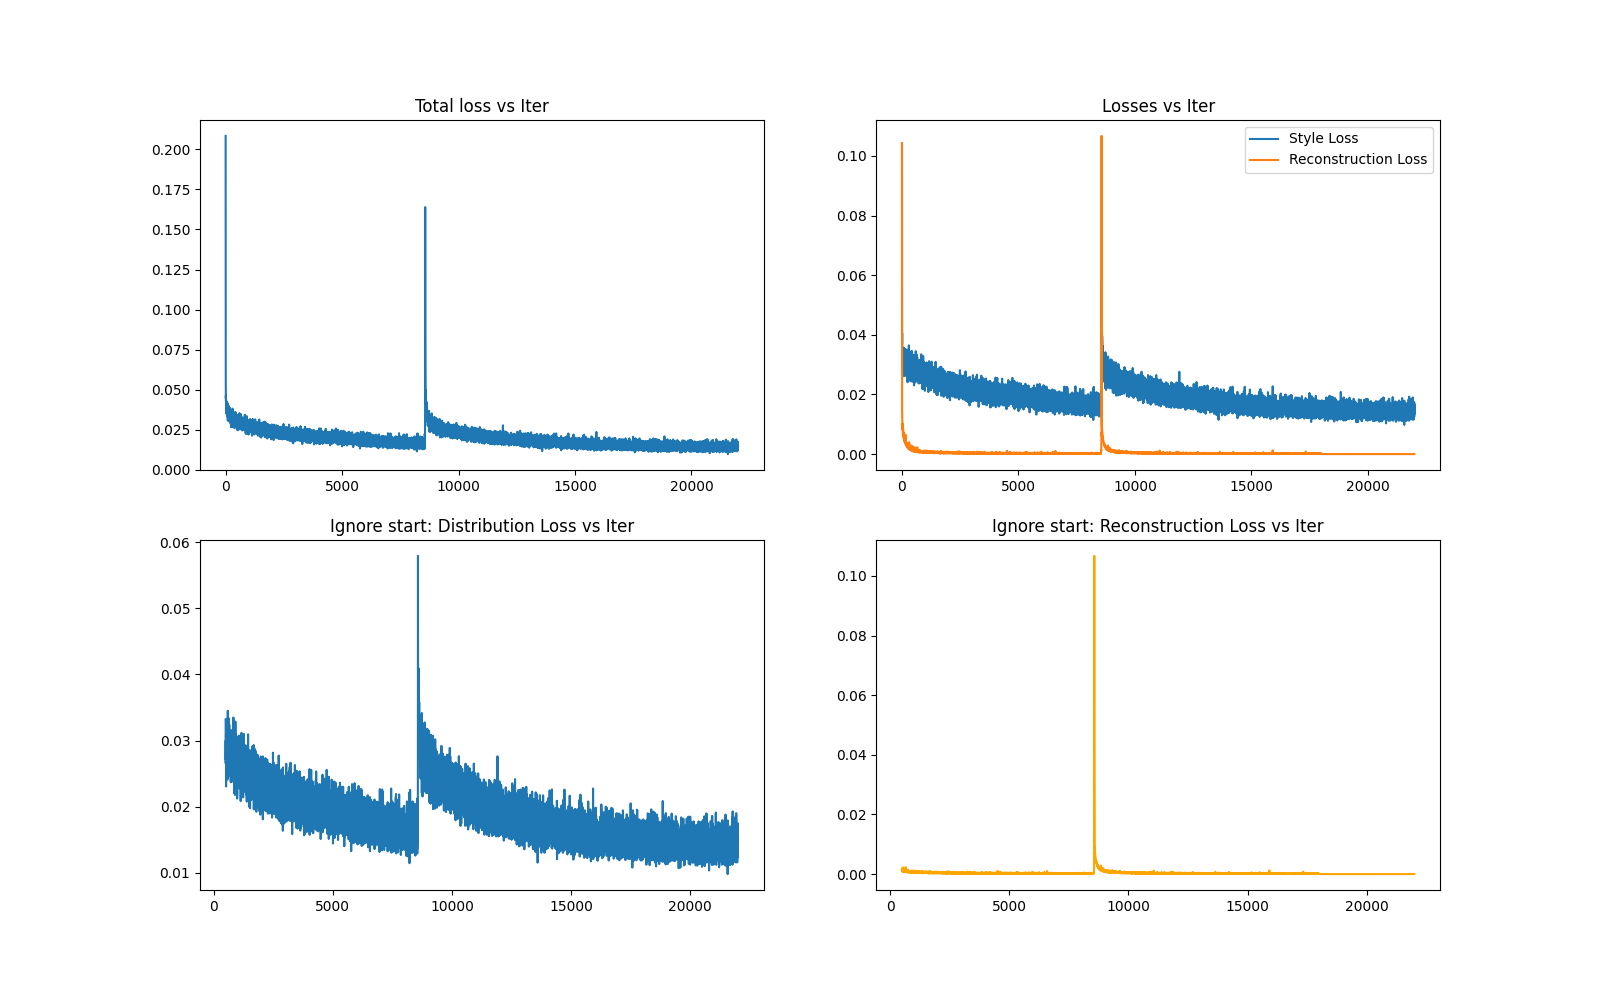 Total loss vs Iter
0.200
0.175
0.150
0.125
0.100
0.075
0.050
0.025
0.000
0 5000 10000 15000 20000
Losses vs Iter
Style Loss
Reconstruction Loss
0.10
0.08
0.06
0.04
0.02
0.00
0 5000 10000 15000 20000
Ignore start: Distribution Loss vs Iter
0.06
0.05
0.04
0.03
0.02
0.01
0 5000 10000 15000 20000
Ignore start: Reconstruction Loss vs Iter
0.10
0.08
0.06
0.04
0.02
0.00
0 5000 10000 15000 20000